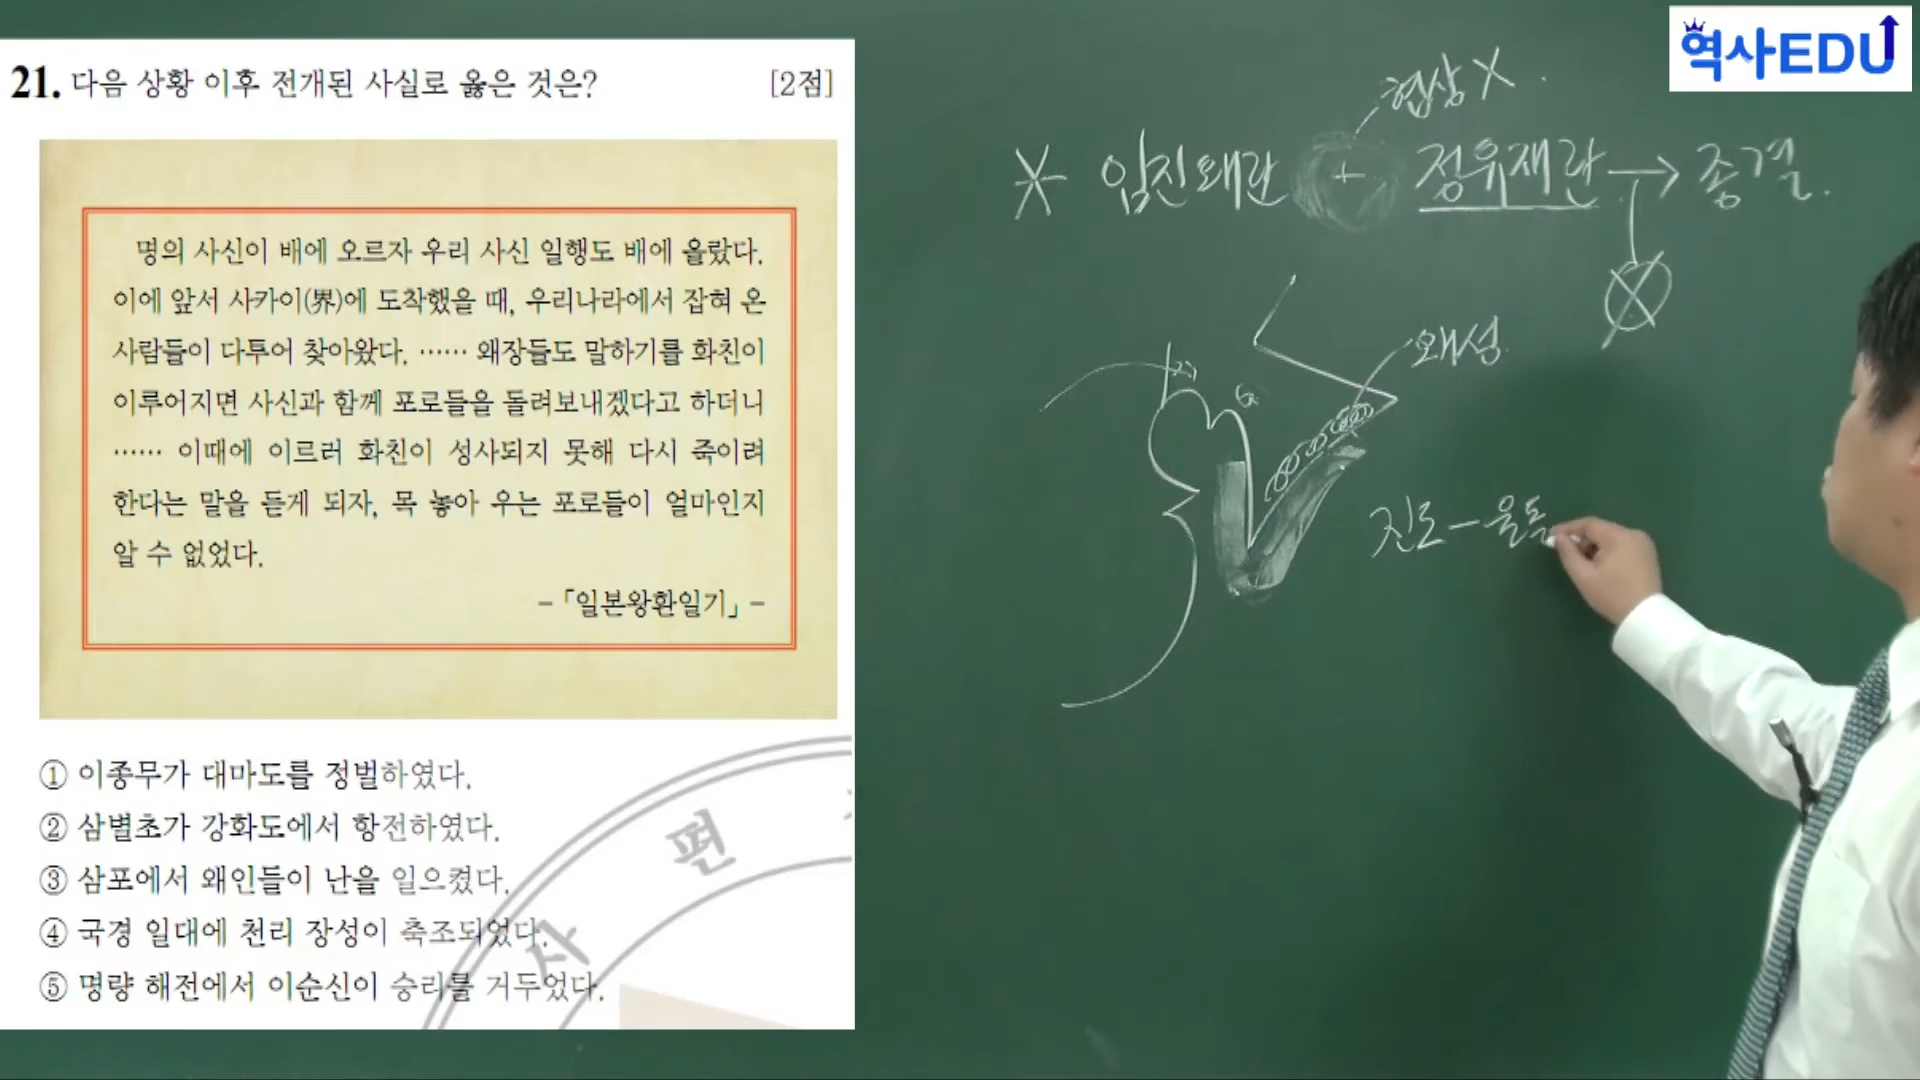 역사EDU
21. 다음 상황 이후 전개된 사실로 옳은 것은? [2점]
명의 사신이 배에 오르자 우리 사신 일행도 배에 올랐다.
이에 앞서 사카이(界)에 도착했을 때, 우리나라에서 잡혀 온
사람들이 다투어 찾아왔다. …… 왜장들도 말하기를 화친이
이루어지면 사신과 함께 포로들을 돌려보내겠다고 하더니
…… 이때에 이르러 화친이 성사되지 못해 다시 죽이려
한다는 말을 듣게 되자, 목 놓아 우는 포로들이 얼마인지
알 수 없었다.
-「일본왕환일기」-
① 이종무가 대마도를 정벌하였다.
② 삼별초가 강화도에서 항전하였다.
③ 삼포에서 왜인들이 난을 일으켰다.
④ 국경 일대에 천리 장성이 축조되었다.
⑤ 명량 해전에서 이순신이 승리를 거두었다.
사 편
협상 X
* 임진왜란 + 정유재란 → 종결.
왜성
진도 - 울돌